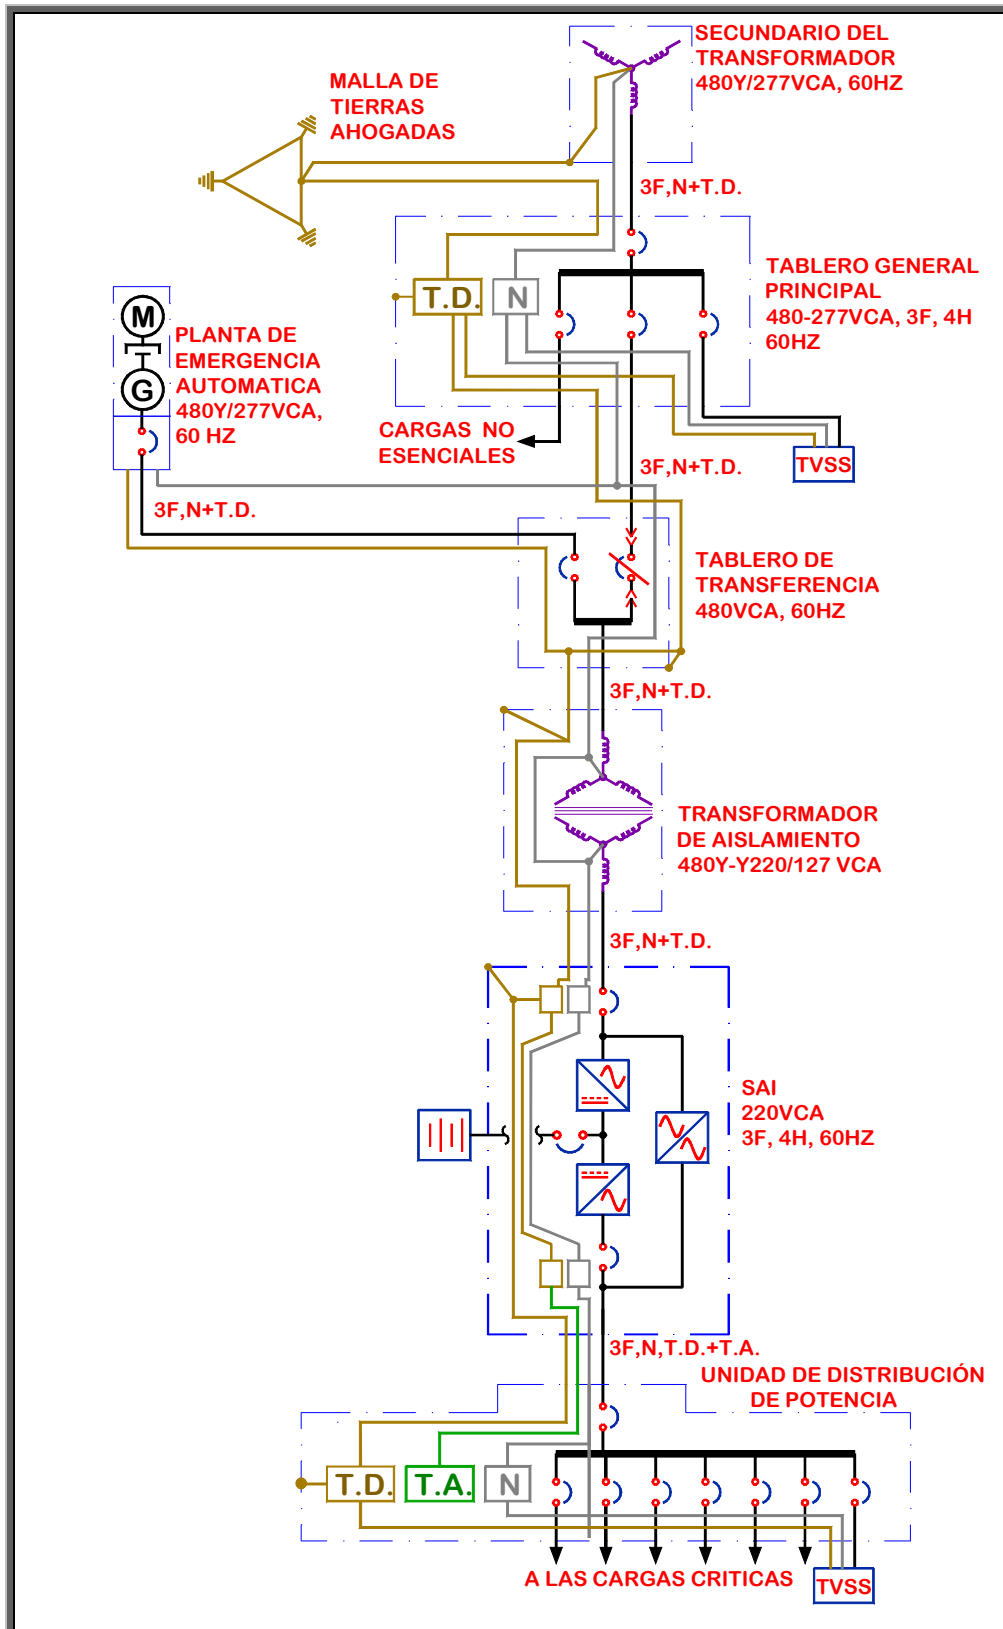 SECUNDARIO DEL
TRANSFORMADOR
480Y/277VCA, 60HZ
MALLA DE
TIERRAS
AHOGADAS
3F,N+T.D.
T.D.
N
TABLERO GENERAL
PRINCIPAL
480-277VCA, 3F, 4H
60HZ
M
G
PLANTA DE
EMERGENCIA
AUTOMATICA
480Y/277VCA,
60 HZ
CARGAS NO
ESENCIALES
3F,N+T.D.
TVSS
3F,N+T.D.
TABLERO DE
TRANSFERENCIA
480VCA, 60HZ
3F,N+T.D.
TRANSFORMADOR
DE AISLAMIENTO
480Y-Y220/127 VCA
3F,N+T.D.
SAI
220VCA
3F, 4H, 60HZ
3F,N,T.D.+T.A.
UNIDAD DE DISTRIBUCIÓN
DE POTENCIA
T.D.
T.A.
N
A LAS CARGAS CRITICAS
TVSS